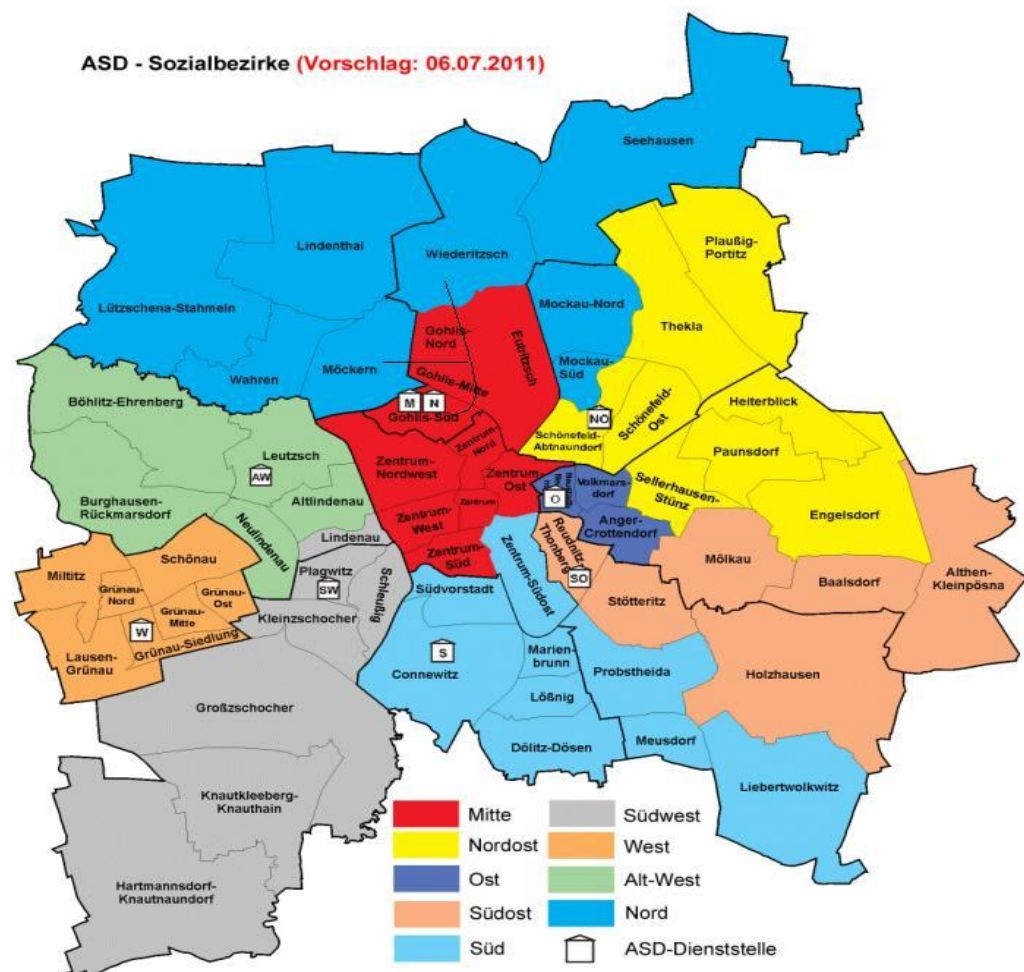 ASD - Sozialbezirke (Vorschlag: 06.07.2011)
Seehausen
Lindenthal
Wiederitzsch
Plaußig-
Portitz
Lützschena-Stahmeln
Mockau-Nord
Thekla
Gohlis-
Nord
Eutritzsch
Möckern
Mockau-
Süd
Wahren
Gohlis-Mitte
Böhlitz-Ehrenberg
M
N
Gohlis-Süd
NO
Schönefeld-
Ost
Heiterblick
Schönefeld-
Abtnaundorf
Zentrum-
Nord
Leutzsch
AW
Zentrum-
Nordwest
Paunsdorf
Zentrum-
Ost
Volkmars-
dorf
Sellerhausen-
Stünz
Burghausen-
Rückmarsdorf
Altlindenau
Zentrum
O
Engelsdorf
Neulindenau
Zentrum-
West
Anger-
Crottendorf
Lindenau
Reudnitz-
Thonberg
Mölkau
Schönau
Zentrum-
Süd
Zentrum-Südost
Miltitz
Plagwitz
SW
Schleußig
SO
Baalsdorf
Althen-
Kleinpösna
Grünau-
Nord
Grünau-
Ost
Südvorstadt
Stötteritz
Grünau-
Mitte
Kleinzschocher
W
Grünau-Siedlung
S
Lausen-
Grünau
Connewitz
Marien-
brunn
Probstheida
Holzhausen
Lößnig
Großzschocher
Dölitz-Dösen
Meusdorf
Liebertwolkwitz
Knautkleeberg-
Knauthain
Hartmannsdorf-
Knautnaundorf
Mitte
Nordost
Ost
Südost
Süd
Südwest
West
Alt-West
Nord
ASD-Dienststelle